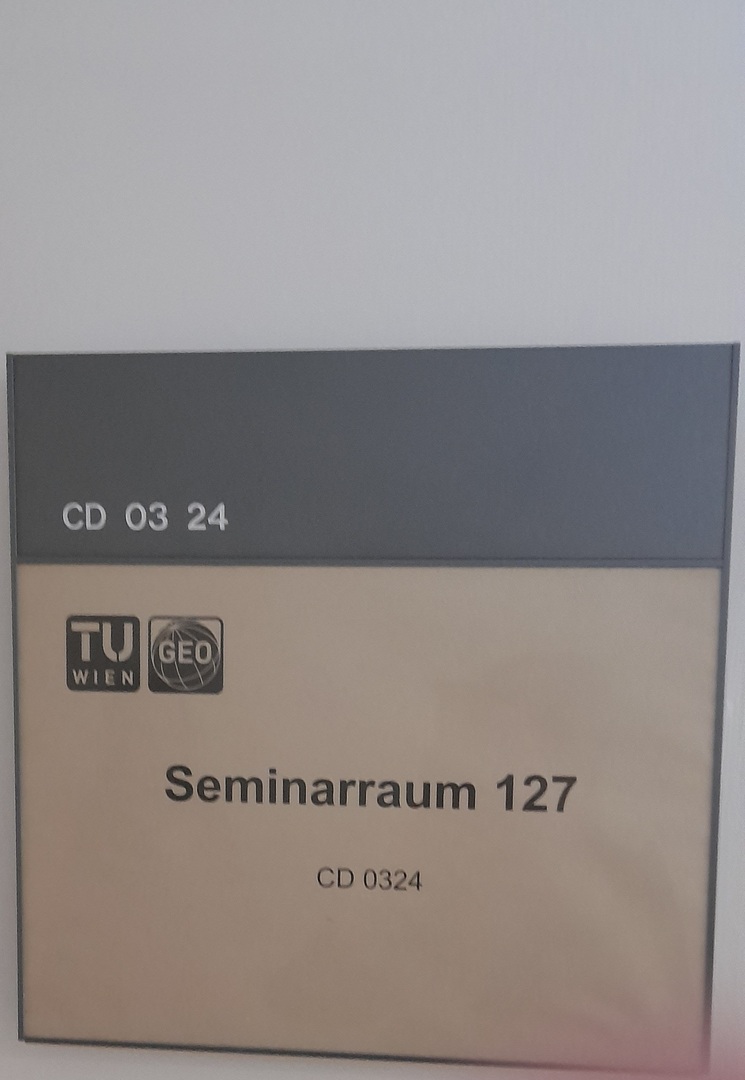 CD 03 24
TU GEO
WIEN
Seminarraum 127
CD 0324